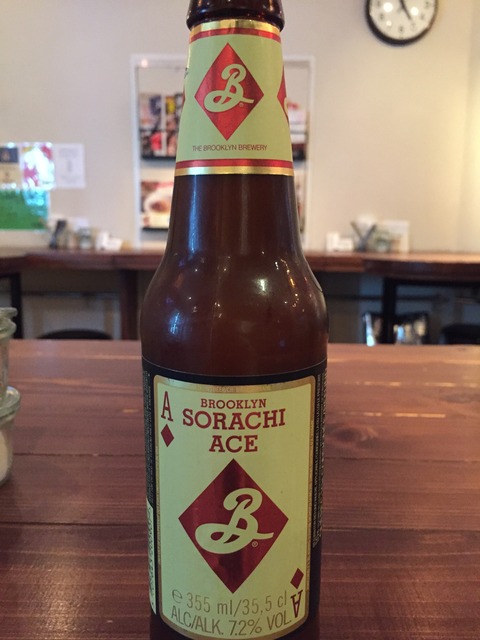 B
THE BROOKLYN BREWERY
A
BROOKLYN
SORACHI
ACE
B®
℮ 355 ml/35,5 cl
ALC/ALK. 7.2% VOL.
A